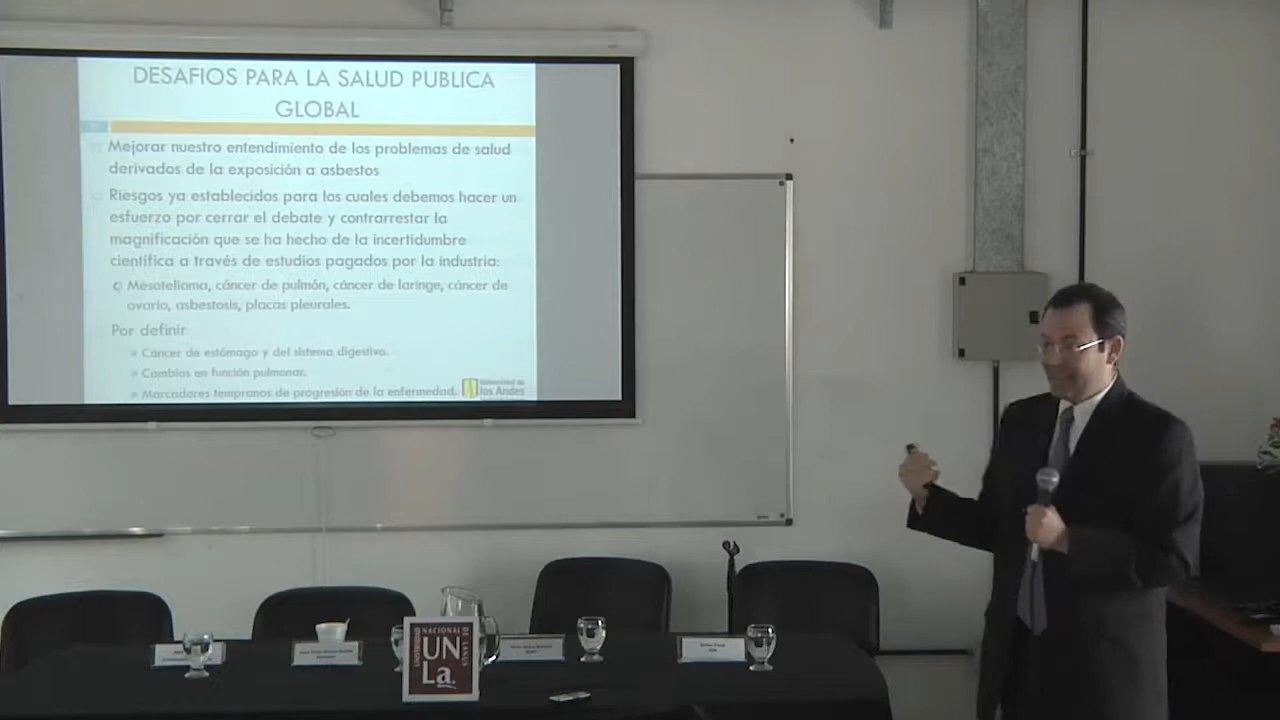 DESAFIOS PARA LA SALUD PUBLICA
GLOBAL
Mejorar nuestro entendimiento de los problemas de salud
derivados de la exposición a asbestos
Riesgos ya establecidos para los cuales debemos hacer un
esfuerzo por cerrar el debate y contrarrestar la
magnificación que se ha hecho de la incertidumbre
científica a través de estudios pagados por la industria:
Mesotelioma, cáncer de pulmón, cáncer de laringe, cáncer de
ovario, asbestosis, placas pleurales.
Por definir
Cáncer de estómago y del sistema digestivo.
Cambios en función pulmonar.
Marcadores tempranos de progresión de la enfermedad.
Universidad de
los Andes
UNIVERSIDAD
NACIONAL
DE LANUS
UN
La.